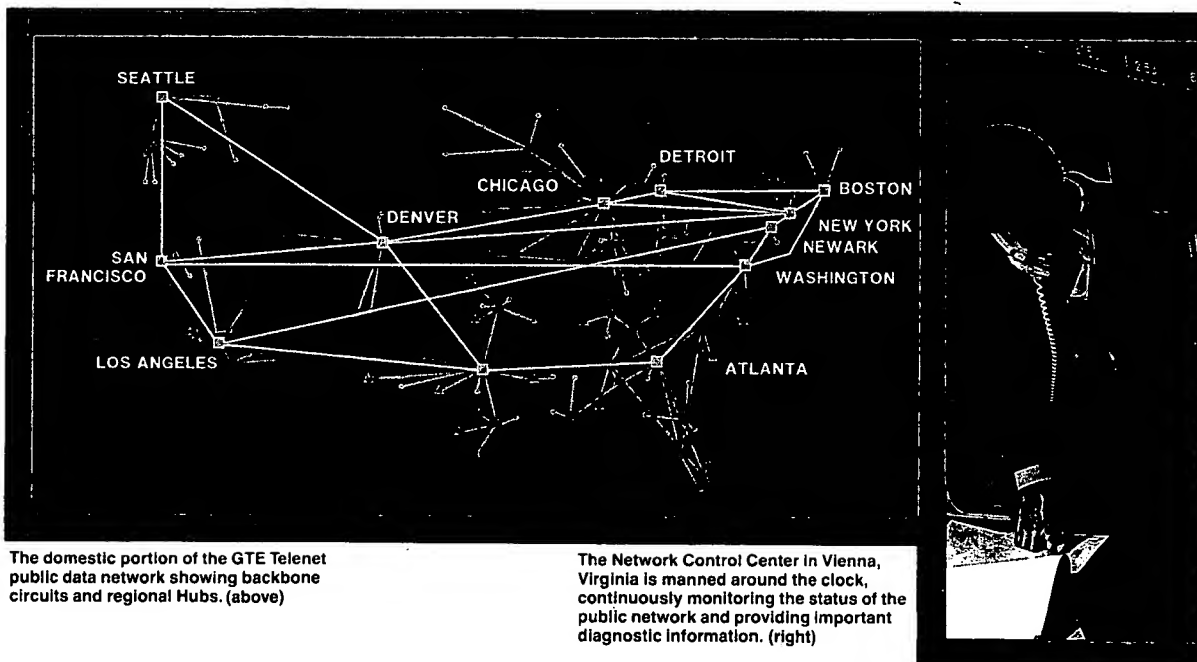 SEATTLE
DETROIT
CHICAGO
BOSTON
DENVER
NEW YORK
NEWARK
SAN
FRANCISCO
WASHINGTON
LOS ANGELES
ATLANTA
The domestic portion of the GTE Telenet
public data network showing backbone
circuits and regional Hubs. (above)
The Network Control Center in Vienna,
Virginia is manned around the clock,
continuously monitoring the status of the
public network and providing important
diagnostic information. (right)